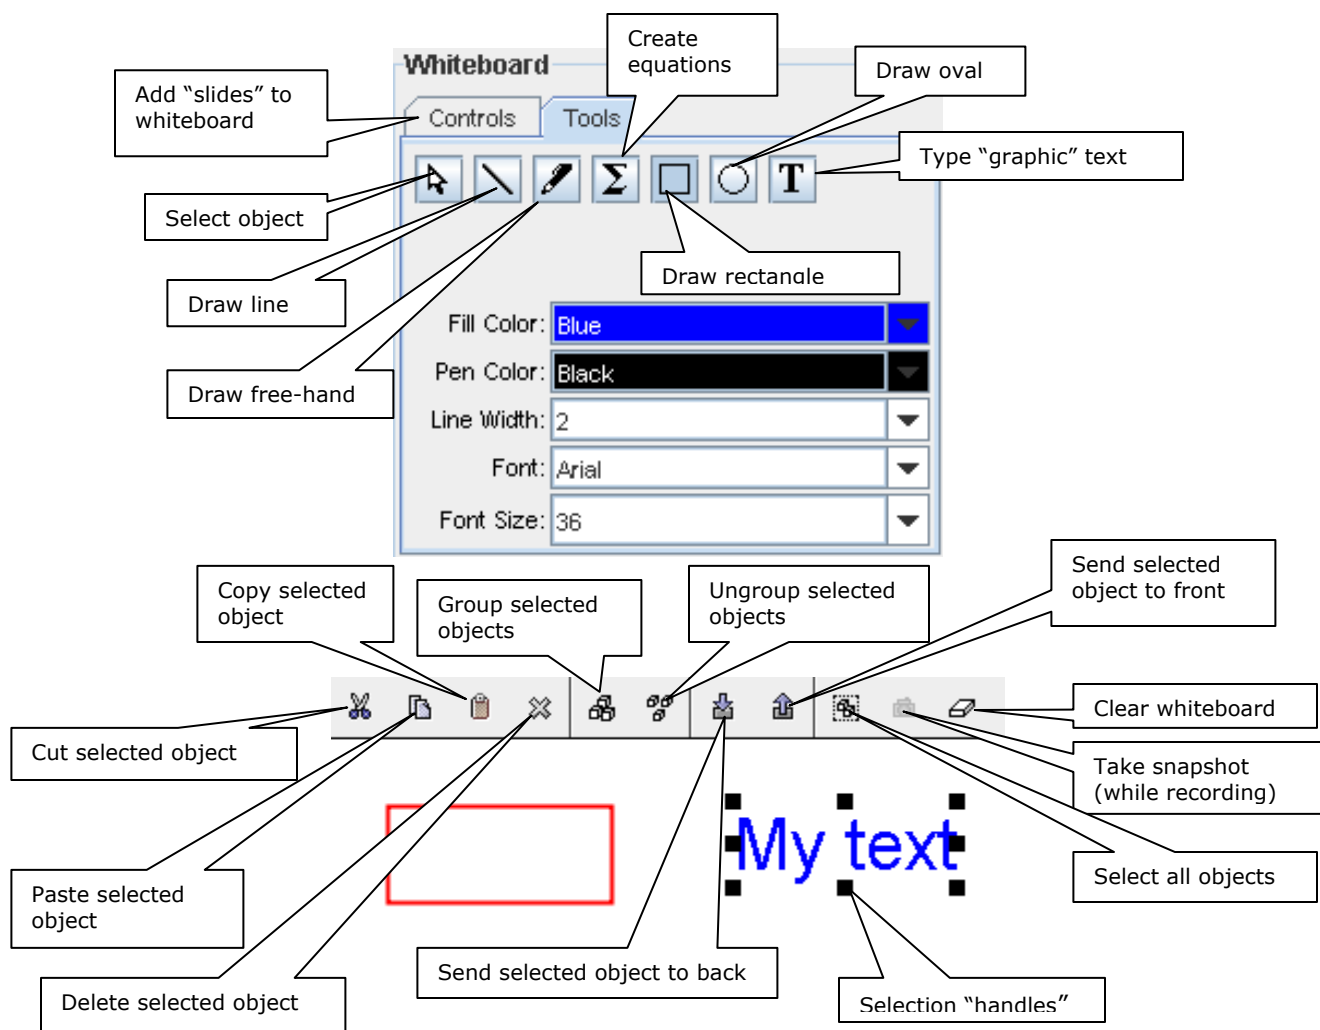 Create
equations
Whiteboard
Draw oval
Add “slides” to
whiteboard
Controls
Tools
Type “graphic” text
Σ
T
Select object
Draw rectangle
Draw line
Fill Color: Blue
Pen Color: Black
Draw free-hand
Line Width: 2
Font: Arial
Font Size: 36
Send selected
object to front
Copy selected
object
Ungroup selected
objects
Group selected
objects
Clear whiteboard
Cut selected object
Take snapshot
(while recording)
My text
Select all objects
Paste selected
object
Send selected object to back
Delete selected object
Selection “handles”